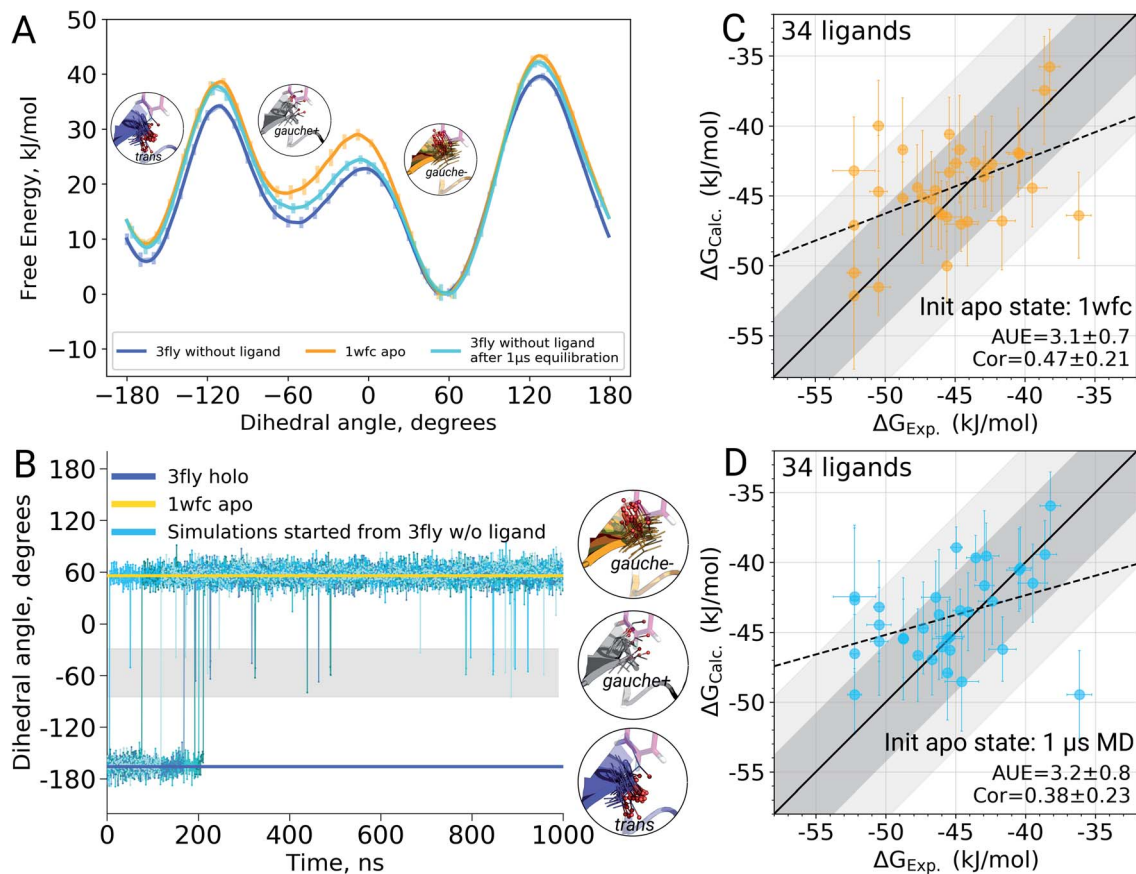 A
Free Energy, kJ/mol
50
40
30
20
10
0
−10
trans
gauche+
gauche-
3fly without ligand
1wfc apo
3fly without ligand
after 1μs equilibration
−180 −120 −60 0 60 120 180
Dihedral angle, degrees
B
Dihedral angle, degrees
180
120
60
0
-60
-120
-180
3fly holo
1wfc apo
Simulations started from 3fly w/o ligand
0 200 400 600 800 1000
Time, ns
gauche-
gauche+
trans
C
34 ligands
ΔGCalc. (kJ/mol)
-35
-40
-45
-50
-55
Init apo state: 1wfc
AUE=3.1±0.7
Cor=0.47±0.21
-55 -50 -45 -40 -35
ΔGExp. (kJ/mol)
D
34 ligands
ΔGCalc. (kJ/mol)
-35
-40
-45
-50
-55
Init apo state: 1 μs MD
AUE=3.2±0.8
Cor=0.38±0.23
-55 -50 -45 -40 -35
ΔGExp. (kJ/mol)